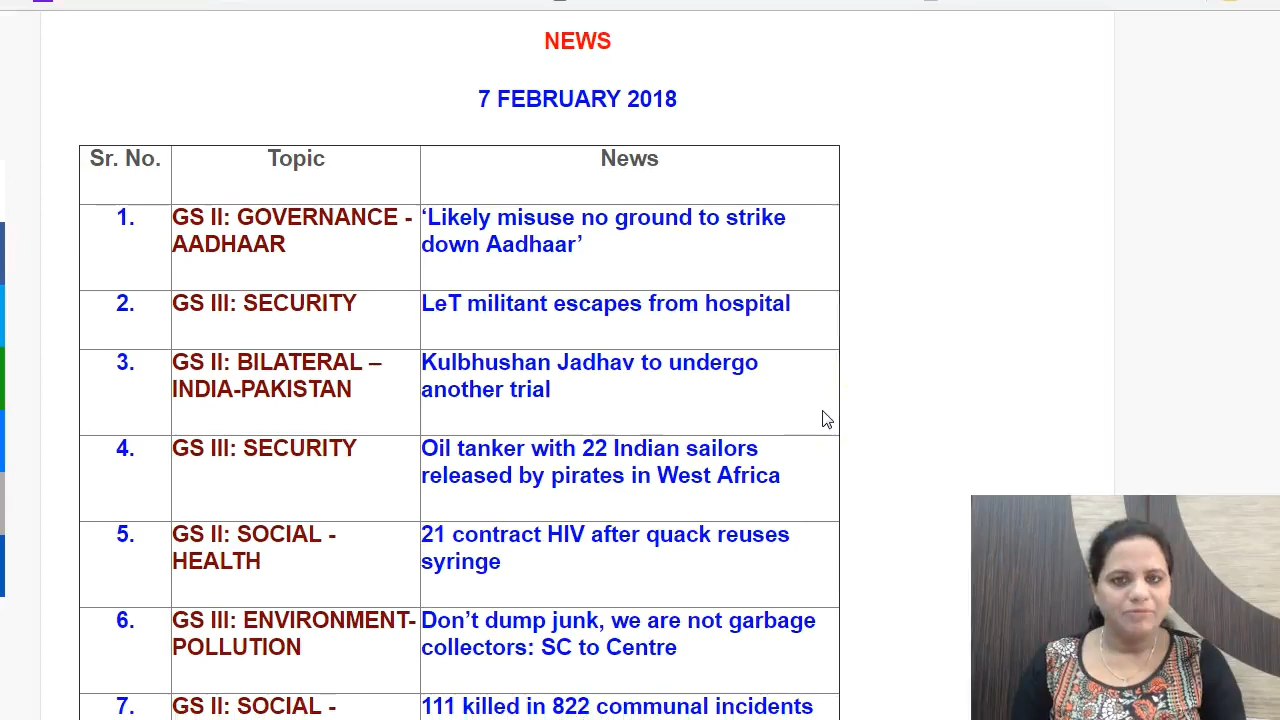 NEWS
7 FEBRUARY 2018
Sr. No. Topic News
1. GS II: GOVERNANCE - ‘Likely misuse no ground to strike
AADHAAR down Aadhaar’
2. GS III: SECURITY LeT militant escapes from hospital
3. GS II: BILATERAL – Kulbhushan Jadhav to undergo
INDIA-PAKISTAN another trial
4. GS III: SECURITY Oil tanker with 22 Indian sailors
released by pirates in West Africa
5. GS II: SOCIAL - 21 contract HIV after quack reuses
HEALTH syringe
6. GS III: ENVIRONMENT- Don’t dump junk, we are not garbage
POLLUTION collectors: SC to Centre
7. GS II: SOCIAL - 111 killed in 822 communal incidents